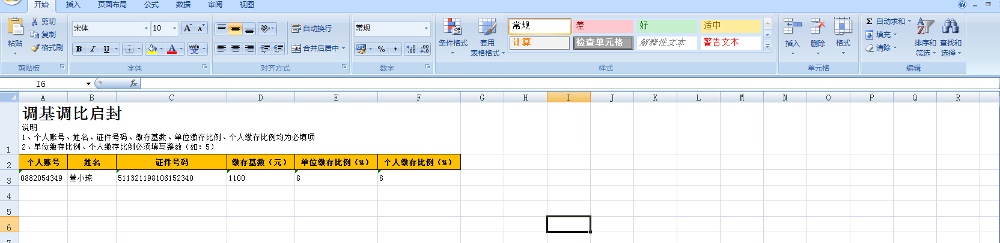 开始 插入 页面布局 公式 数据 审阅 视图
粘贴 剪切 宋体 10 A A 自动换行 常规 条件格式 套用 表格格式 常规 差 好 适中 插入 删除 格式 Σ 自动求和 排序和 筛选 查找和 选择
复制 填充
格式刷 B I U A wén 合并后居中 % , 计算 检查单元格 解释性文本 警告文本 清除
剪贴板 字体 对齐方式 数字 样式 单元格 编辑
I6 fx
A B C D E F G H I J K L M N O P Q R
调基调比启封
说明
1、个人账号、姓名、证件号码、缴存基数、单位缴存比例、个人缴存比例均为必填项
1 2、单位缴存比例、个人缴存比例必须填写整数（如：5）
2 个人账号 姓名 证件号码 缴存基数（元） 单位缴存比例（%） 个人缴存比例（%）
3 0882054349 董小琼 511321198106152340 1100 8 8
4
5
6
7